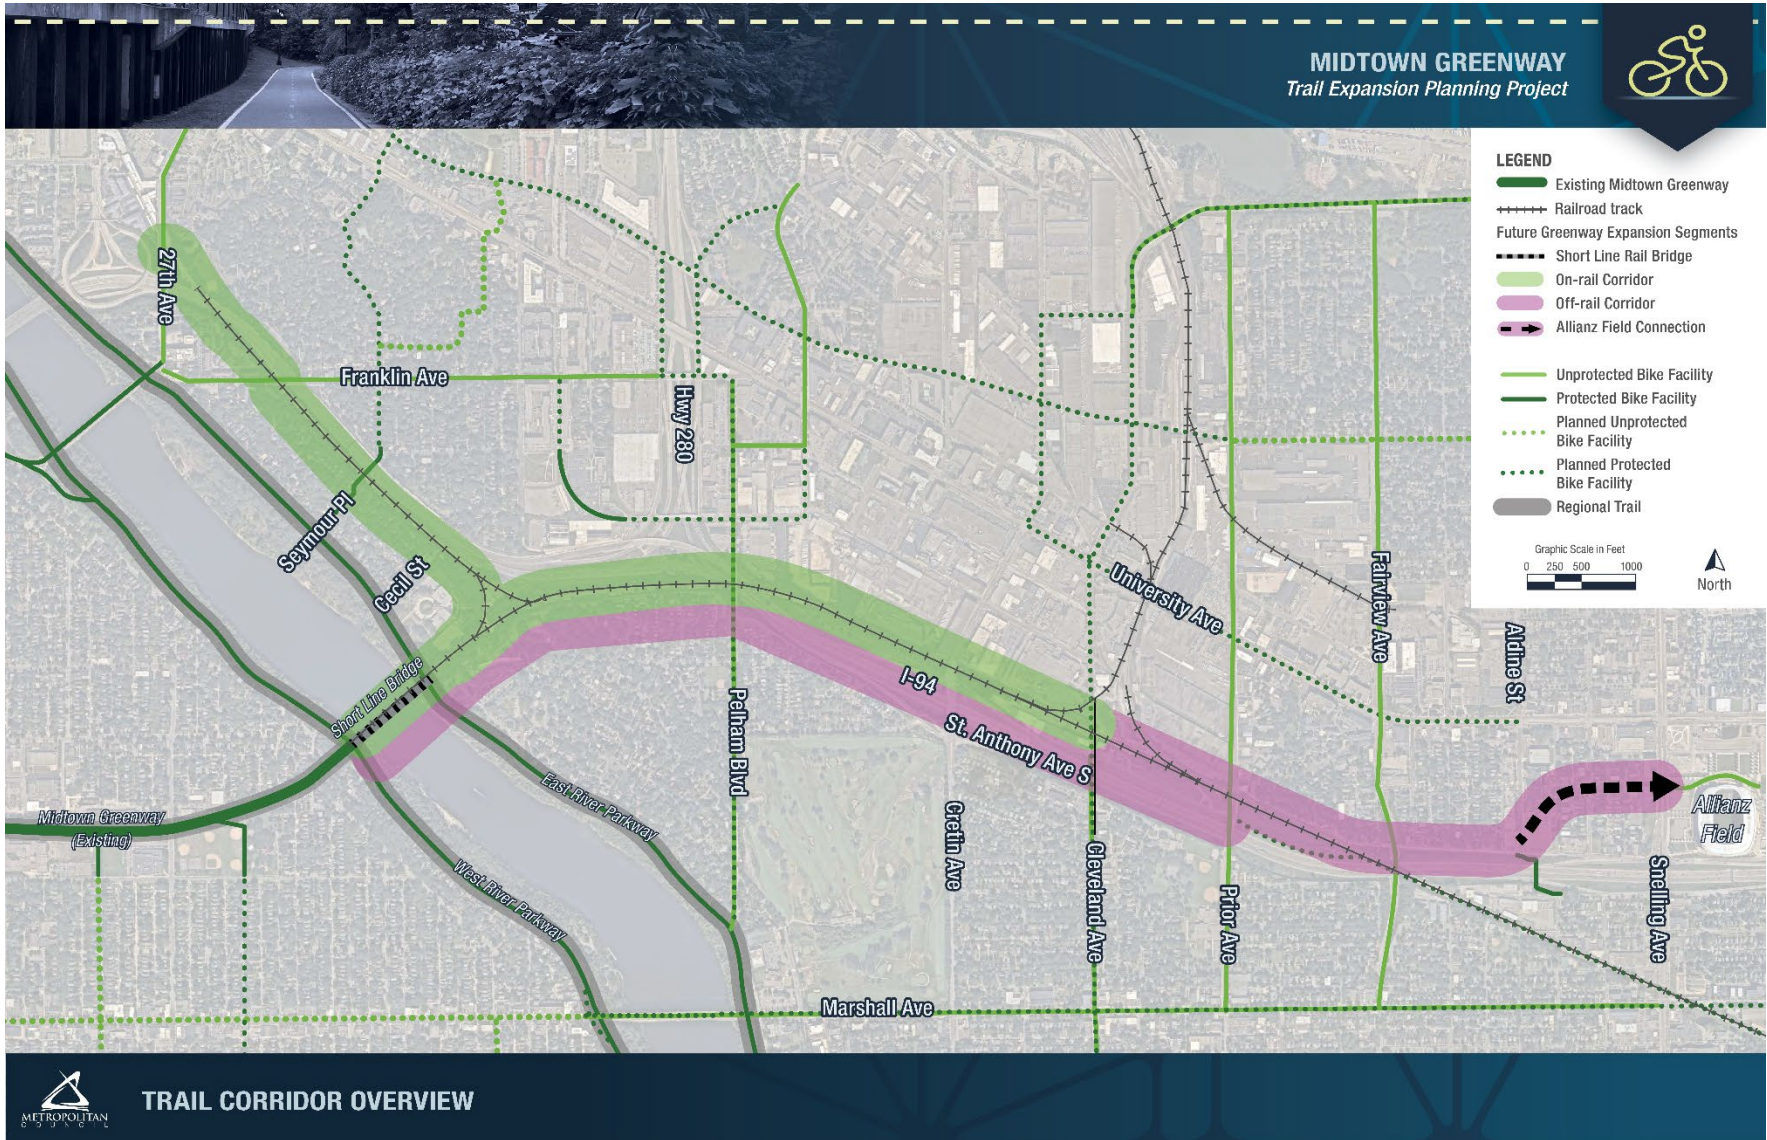 MIDTOWN GREENWAY
Trail Expansion Planning Project
LEGEND
Existing Midtown Greenway
Railroad track
Future Greenway Expansion Segments
Short Line Rail Bridge
On-rail Corridor
Off-rail Corridor
Allianz Field Connection
Unprotected Bike Facility
Protected Bike Facility
Planned Unprotected
Bike Facility
Planned Protected
Bike Facility
Regional Trail
Graphic Scale in Feet
0 250 500 1000
North
27th Ave
Franklin Ave
Hwy 280
Seymour Pl
Cecil St
University Ave
Fairview Ave
Aldine St
Short Line Bridge
I-94
St. Anthony Ave S
Pelham Blvd
East River Parkway
Midtown Greenway
(Existing)
West River Parkway
Cretin Ave
Cleveland Ave
Prior Ave
Snelling Ave
Allianz
Field
Marshall Ave
METROPOLITAN
COUNCIL
TRAIL CORRIDOR OVERVIEW